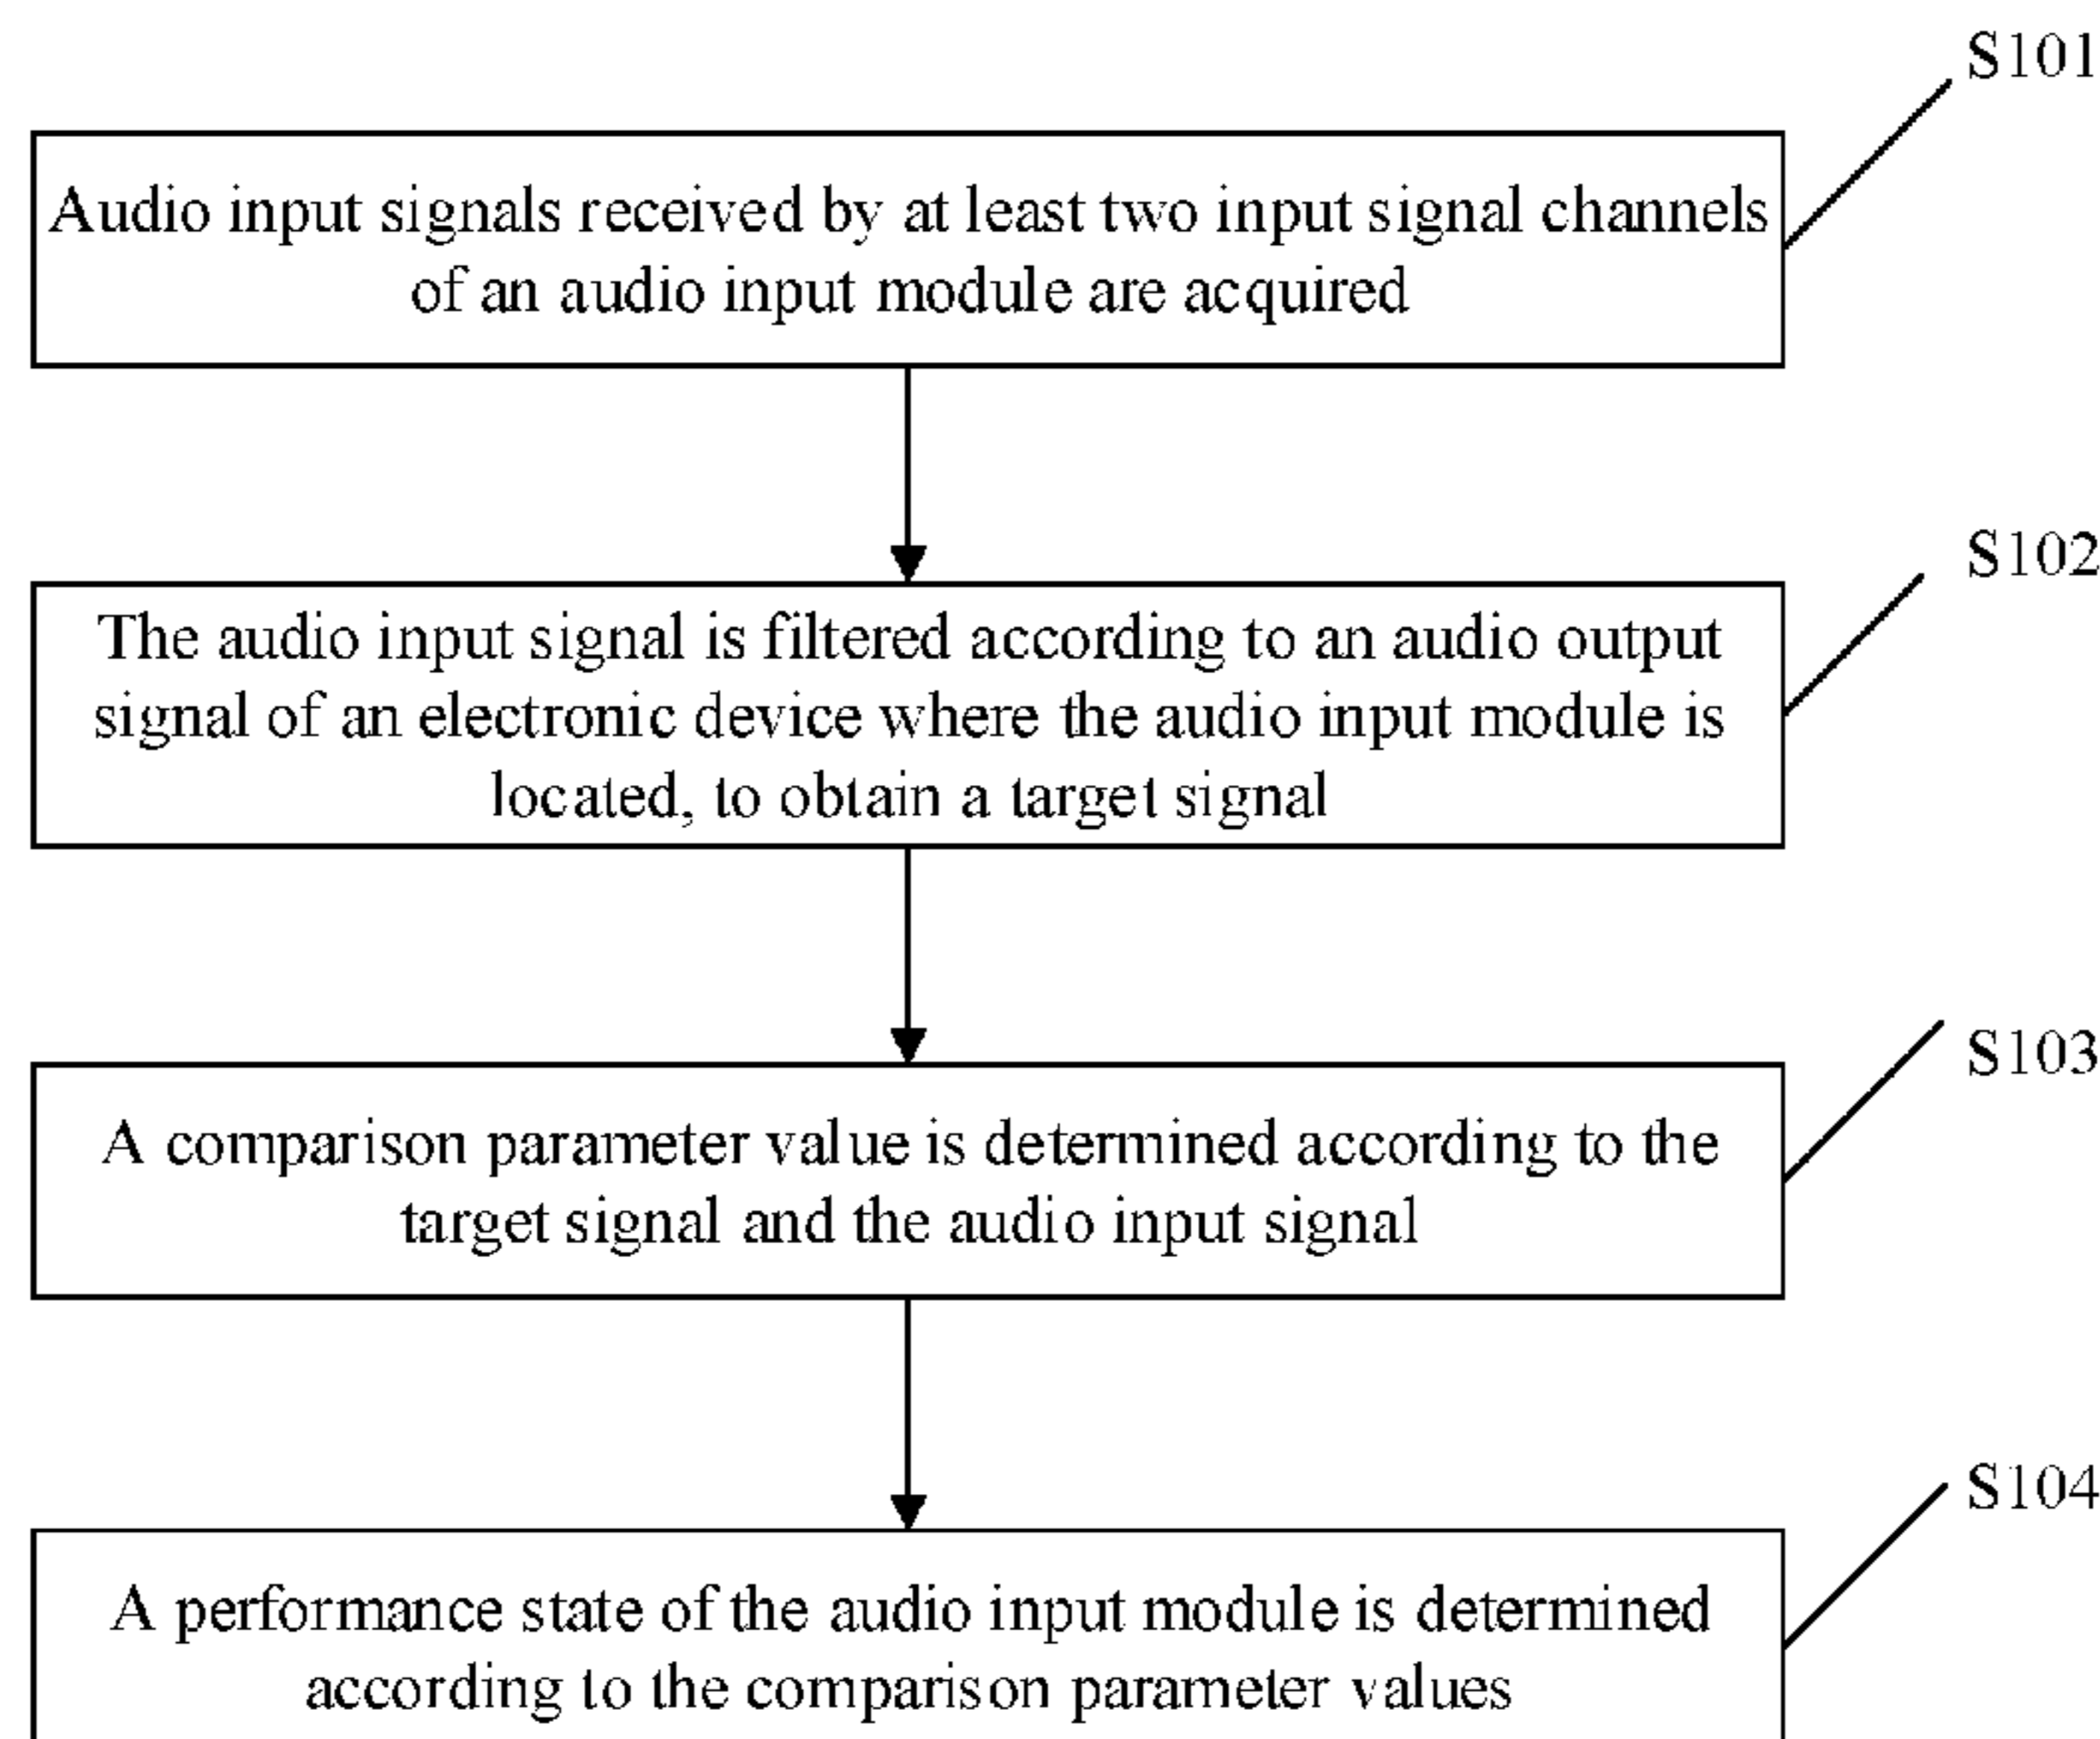 S101
Audio input signals received by at least two input signal channels
of an audio input module are acquired
S102
The audio input signal is filtered according to an audio output
signal of an electronic device where the audio input module is
located, to obtain a target signal
S103
A comparison parameter value is determined according to the
target signal and the audio input signal
S104
A performance state of the audio input module is determined
according to the comparison parameter values